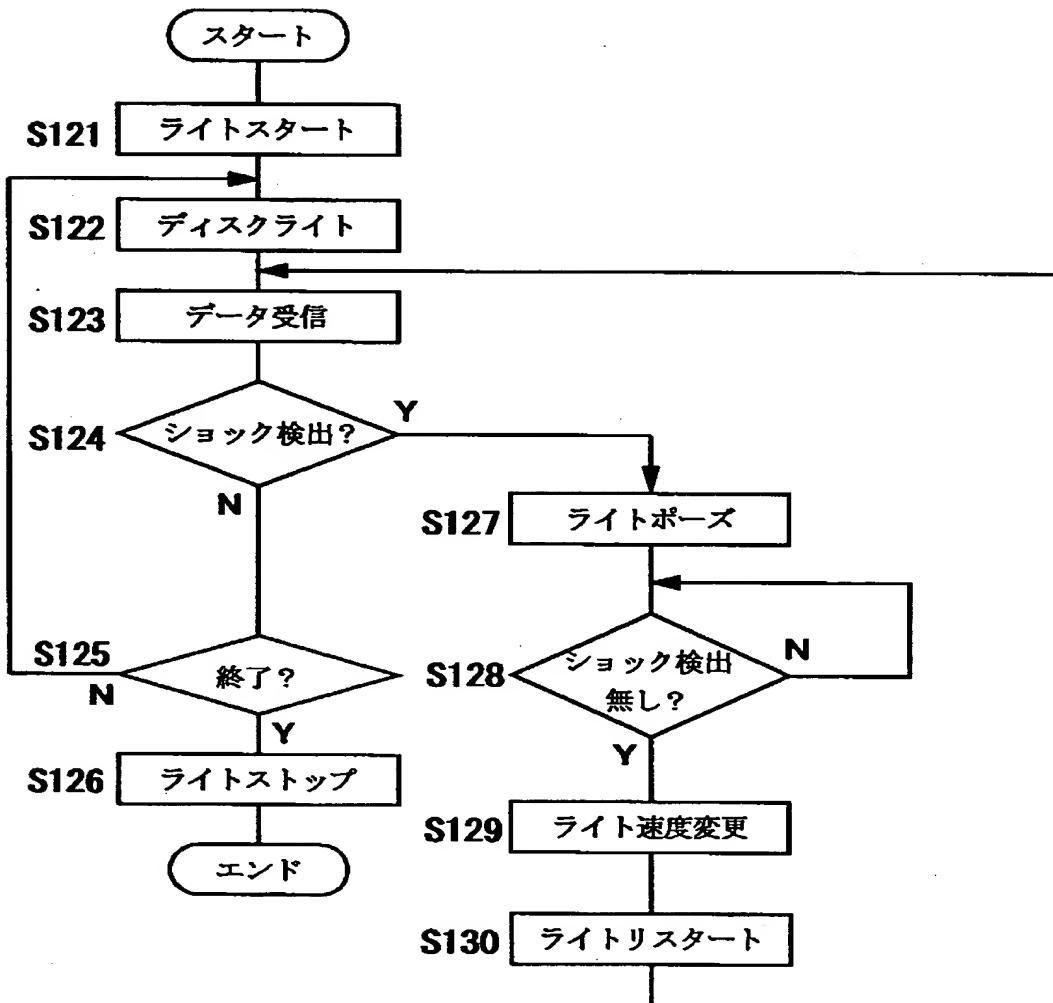 スタート
S121 ライトスタート
S122 ディスクライト
S123 データ受信
S124 ショック検出？ Y
N
S127 ライトポーズ
S125 終了？
N
Y
S128 ショック検出
無し？
N
Y
S126 ライトストップ
S129 ライト速度変更
エンド
S130 ライトリスタート